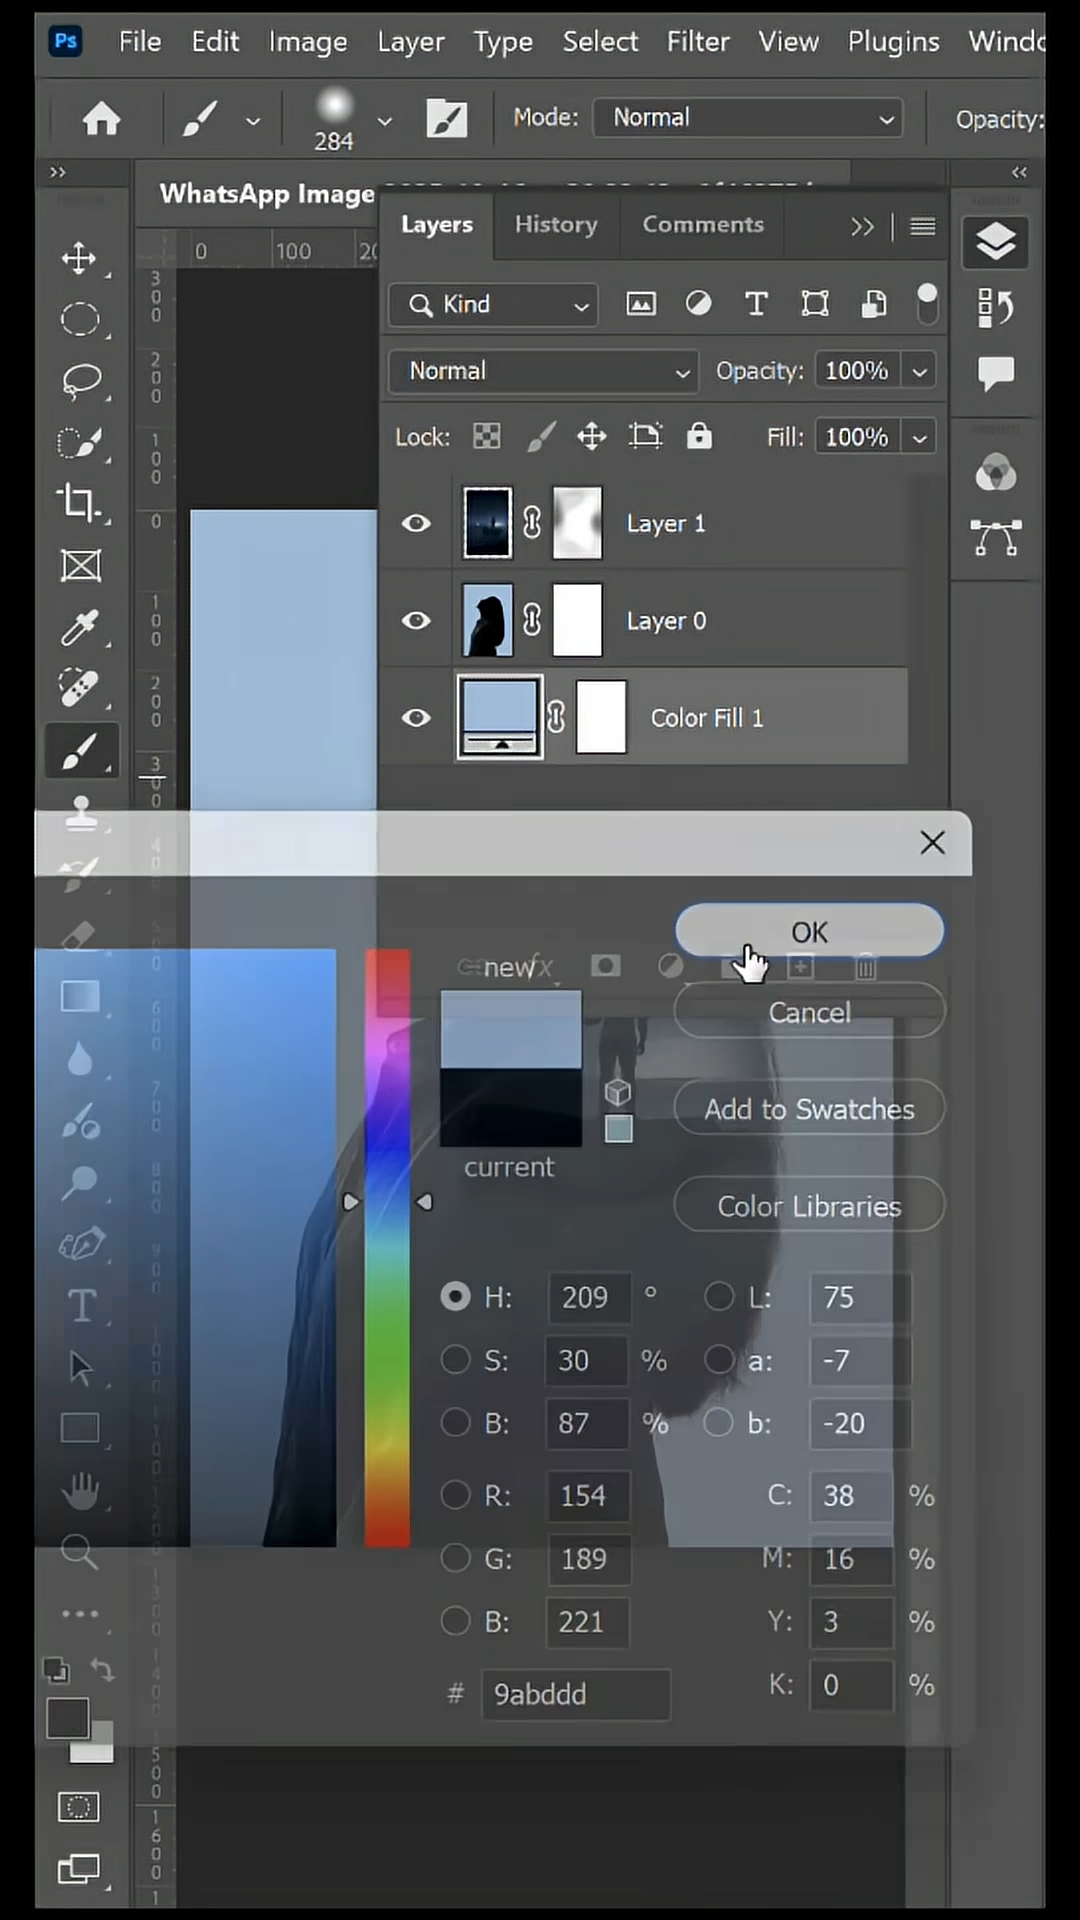 Ps File Edit Image Layer Type Select Filter View Plugins
284 Mode: Normal Opacity:
WhatsApp Image
Layers History Comments
0 100
Kind
Normal Opacity: 100%
Lock: Fill: 100%
Layer 1
Layer 0
Color Fill 1
OK
new
fx
Cancel
Add to Swatches
current
Color Libraries
H: 209 ° L: 75
S: 30 % a: -7
B: 87 % b: -20
R: 154 C: 38 %
G: 189 M: 16 %
B: 221 Y: 3 %
# 9abddd K: 0 %